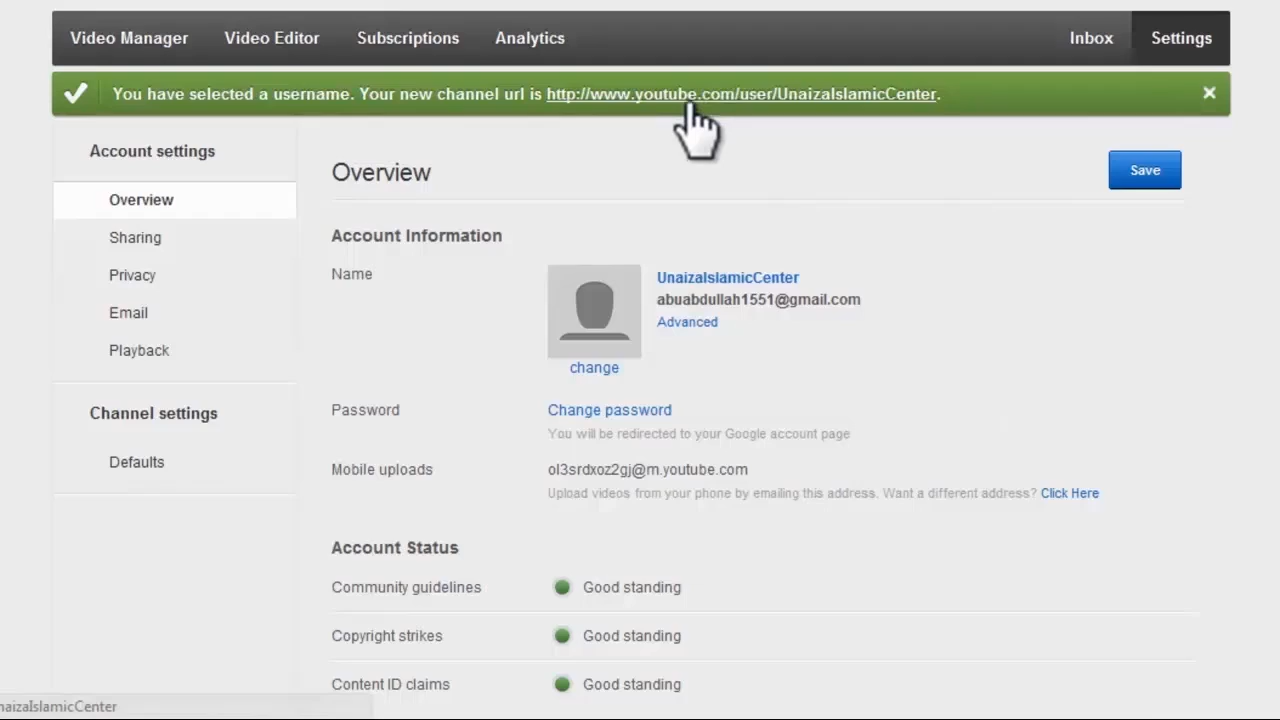 Video Manager Video Editor Subscriptions Analytics Inbox Settings
You have selected a username. Your new channel url is http://www.youtube.com/user/UnaizaIslamicCenter.
Account settings
Overview
Sharing
Privacy
Email
Playback
Channel settings
Defaults
Overview
Save
Account Information
Name
UnaizaIslamicCenter
abuabdullah1551@gmail.com
Advanced
change
Password Change password
You will be redirected to your Google account page
Mobile uploads ol3srdxoz2gj@m.youtube.com
Upload videos from your phone by emailing this address. Want a different address? Click Here
Account Status
Community guidelines Good standing
Copyright strikes Good standing
Content ID claims Good standing
naizaIslamicCenter